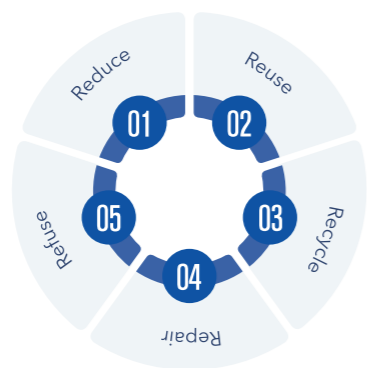 01 Reduce
02 Reuse
03 Recycle
04 Repair
05 Refuse